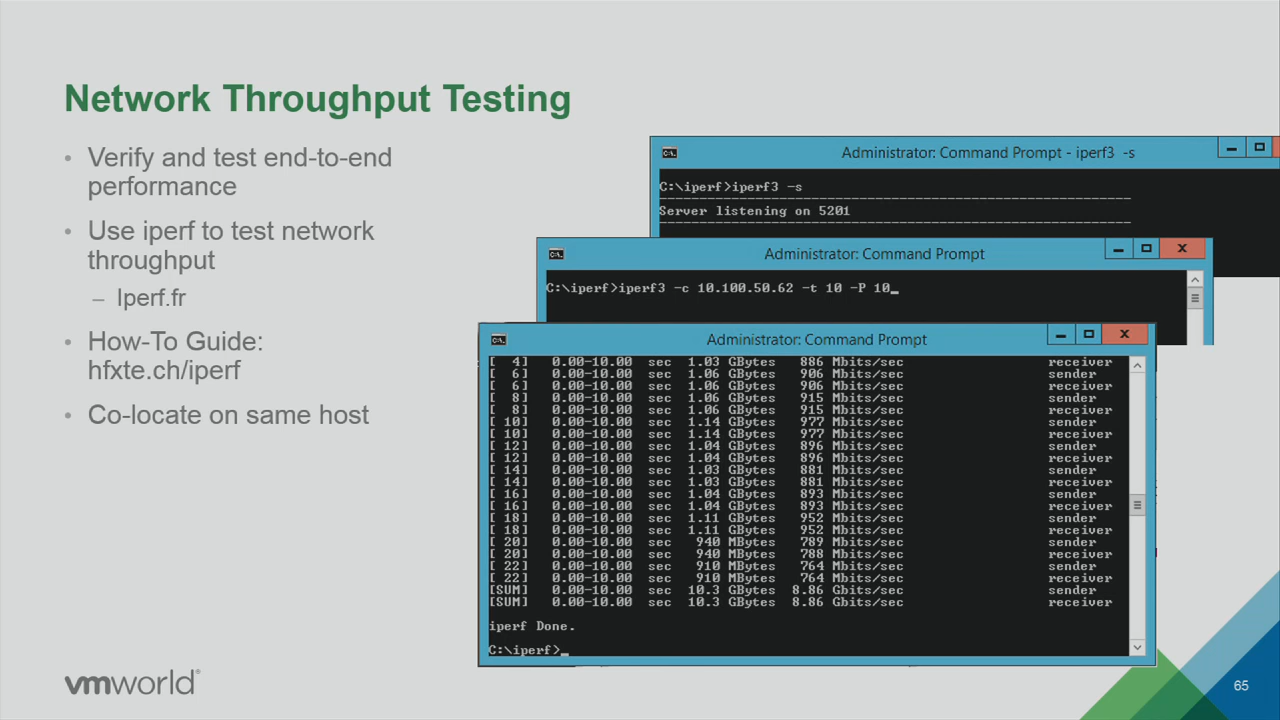 Network Throughput Testing
• Verify and test end-to-end
performance
• Use iperf to test network
throughput
– Iperf.fr
• How-To Guide:
hfxte.ch/iperf
• Co-locate on same host
Administrator: Command Prompt - iperf3 -s
C:\iperf>iperf3 -s
Server listening on 5201
Administrator: Command Prompt
C:\iperf>iperf3 -c 10.100.50.62 -t 10 -P 10_
Administrator: Command Prompt
[ 4] 0.00-10.00 sec 1.03 GBytes 886 Mbits/sec receiver
[ 6] 0.00-10.00 sec 1.06 GBytes 906 Mbits/sec sender
[ 6] 0.00-10.00 sec 1.06 GBytes 906 Mbits/sec receiver
[ 8] 0.00-10.00 sec 1.06 GBytes 915 Mbits/sec sender
[ 8] 0.00-10.00 sec 1.06 GBytes 915 Mbits/sec receiver
[ 10] 0.00-10.00 sec 1.14 GBytes 977 Mbits/sec sender
[ 10] 0.00-10.00 sec 1.14 GBytes 977 Mbits/sec receiver
[ 12] 0.00-10.00 sec 1.04 GBytes 896 Mbits/sec sender
[ 12] 0.00-10.00 sec 1.04 GBytes 896 Mbits/sec receiver
[ 14] 0.00-10.00 sec 1.03 GBytes 881 Mbits/sec sender
[ 14] 0.00-10.00 sec 1.03 GBytes 881 Mbits/sec receiver
[ 16] 0.00-10.00 sec 1.04 GBytes 893 Mbits/sec sender
[ 16] 0.00-10.00 sec 1.04 GBytes 893 Mbits/sec receiver
[ 18] 0.00-10.00 sec 1.11 GBytes 952 Mbits/sec sender
[ 18] 0.00-10.00 sec 1.11 GBytes 952 Mbits/sec receiver
[ 20] 0.00-10.00 sec 940 MBytes 789 Mbits/sec sender
[ 20] 0.00-10.00 sec 940 MBytes 788 Mbits/sec receiver
[ 22] 0.00-10.00 sec 910 MBytes 764 Mbits/sec sender
[ 22] 0.00-10.00 sec 910 MBytes 764 Mbits/sec receiver
[SUM] 0.00-10.00 sec 10.3 GBytes 8.86 Gbits/sec sender
[SUM] 0.00-10.00 sec 10.3 GBytes 8.86 Gbits/sec receiver
iperf Done.
C:\iperf>_
vmworld®
65